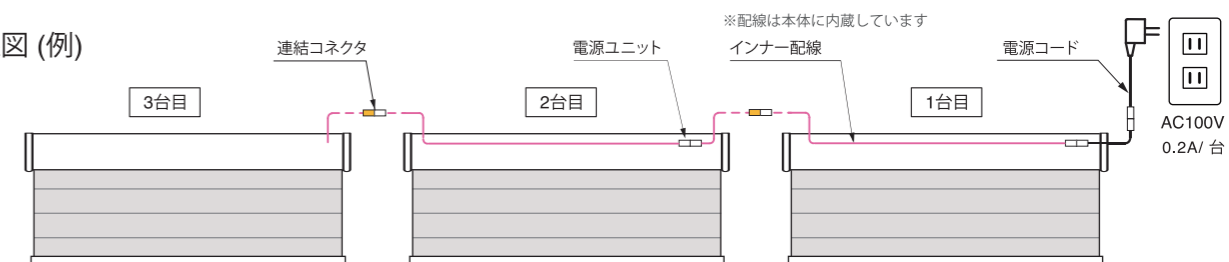 図 (例)
※配線は本体に内蔵しています
連結コネクタ
電源ユニット
インナー配線
電源コード
3台目
2台目
1台目
AC100V
0.2A/ 台